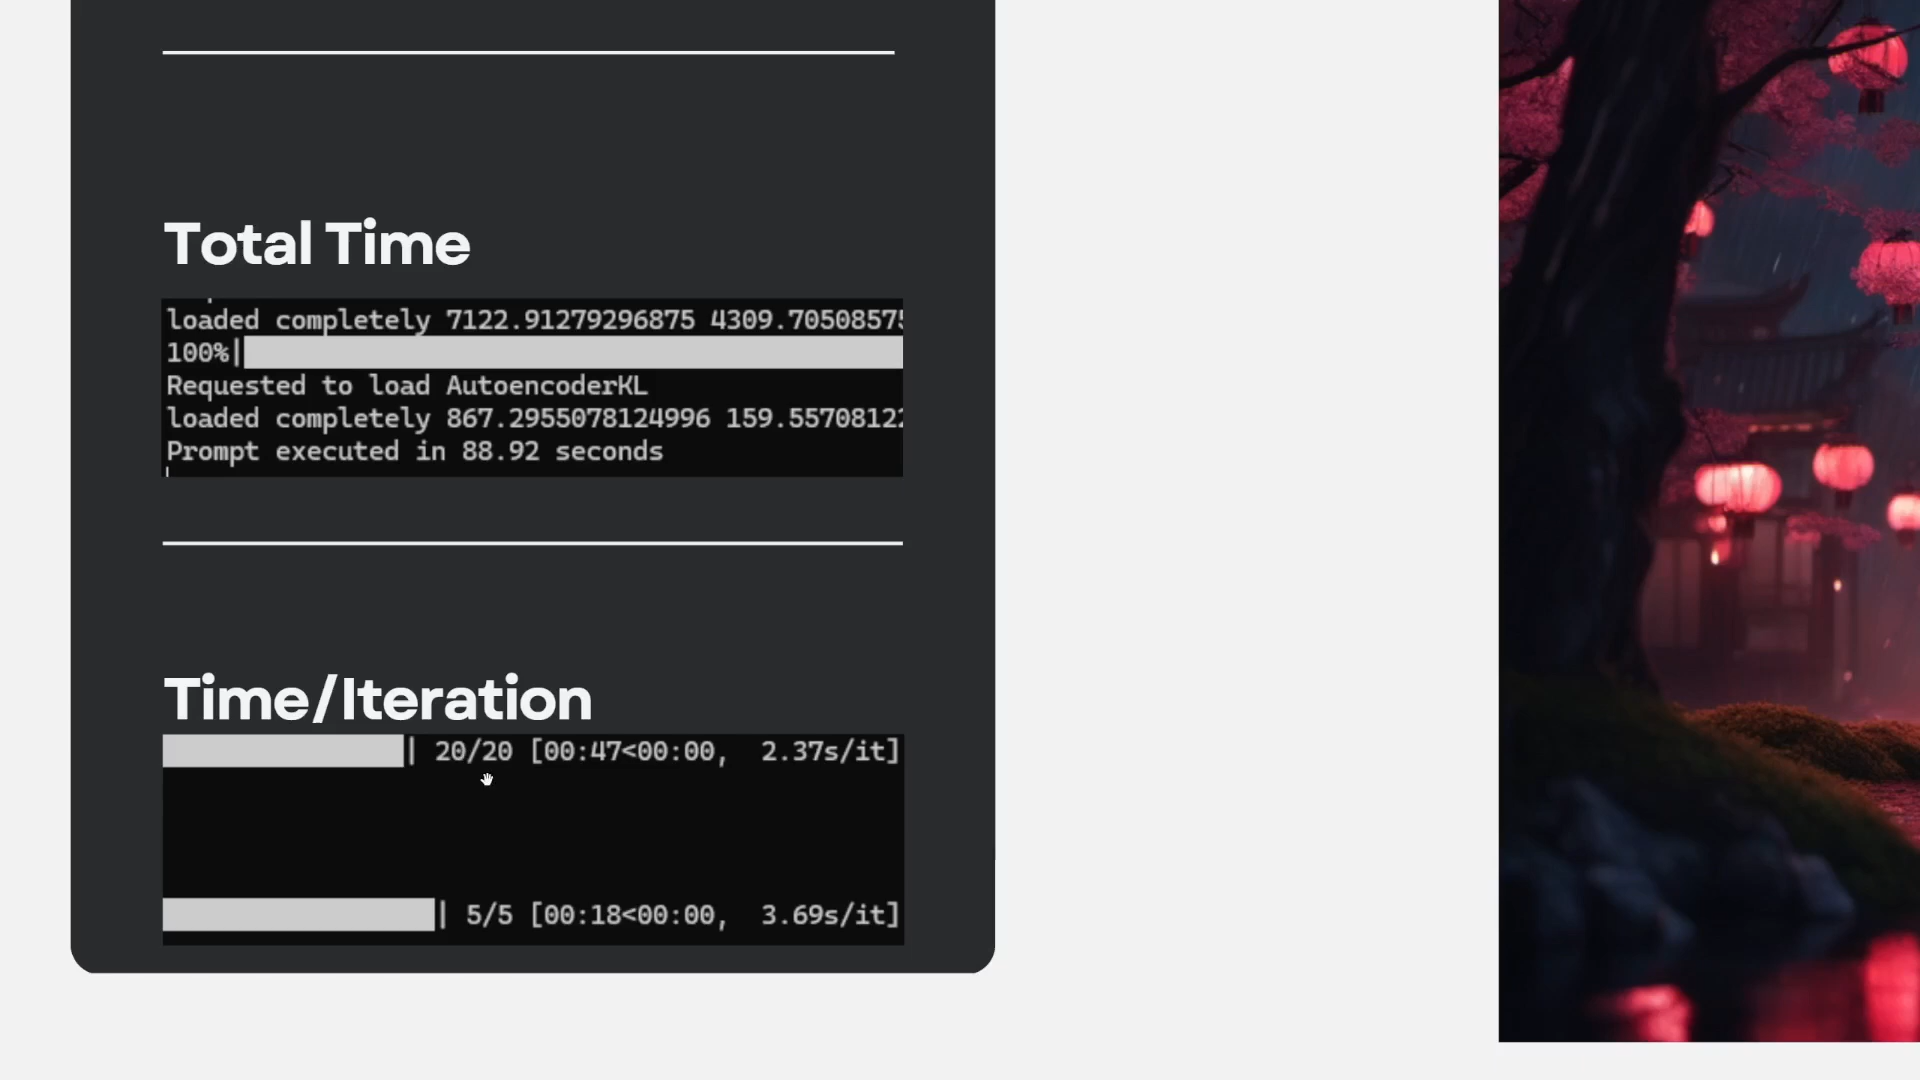 Total Time
loaded completely 7122.91279296875 4309.70508575
100%|
Requested to load AutoencoderKL
loaded completely 867.2955078124996 159.5570812
Prompt executed in 88.92 seconds
Time/Iteration
| 20/20 [00:47<00:00, 2.37s/it]
| 5/5 [00:18<00:00, 3.69s/it]